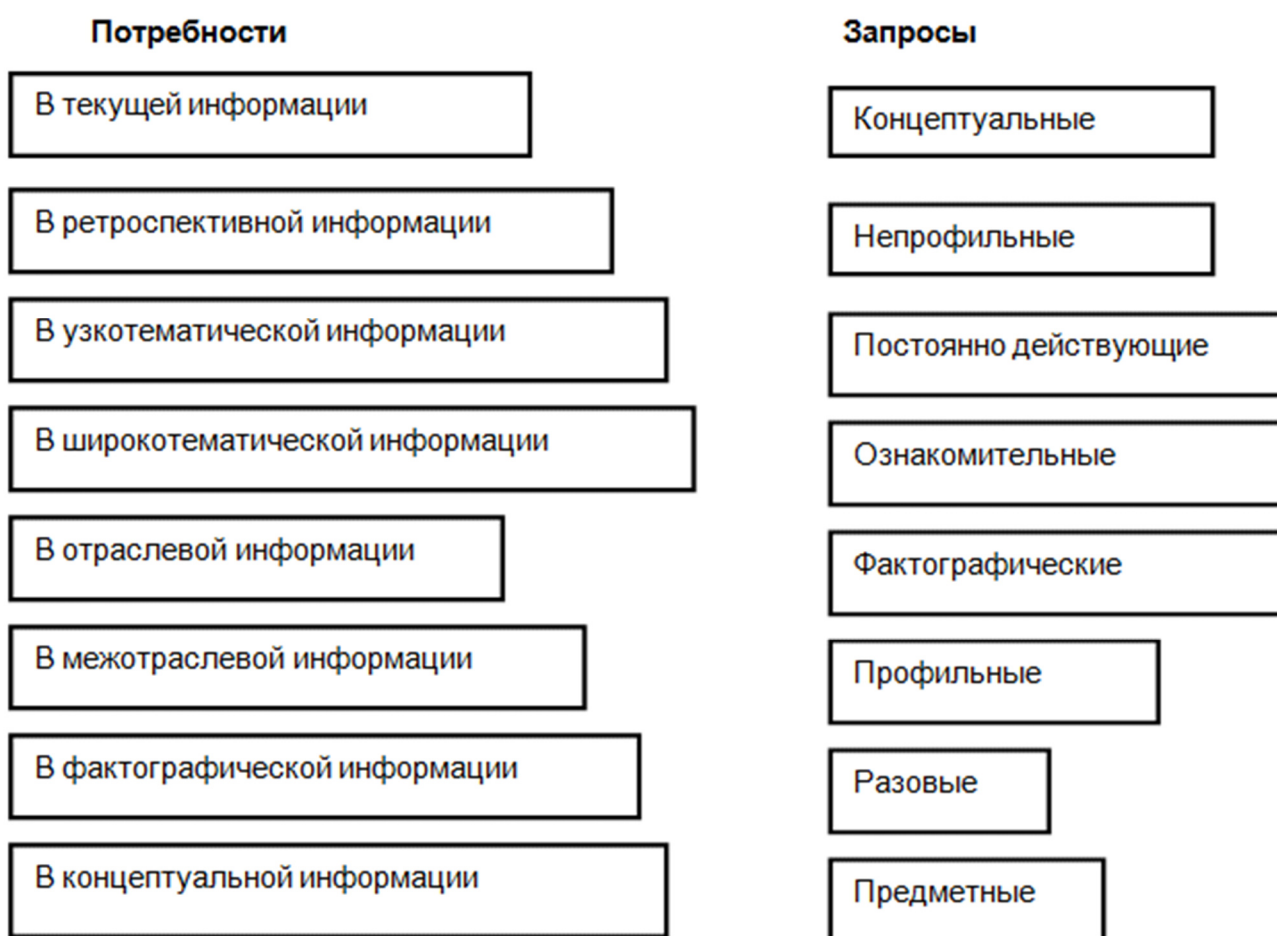 Потребности
Запросы
В текущей информации
Концептуальные
В ретроспективной информации
Непрофильные
В узкотематической информации
Постоянно действующие
В широкотематической информации
Ознакомительные
В отраслевой информации
Фактографические
В межотраслевой информации
Профильные
В фактографической информации
Разовые
В концептуальной информации
Предметные